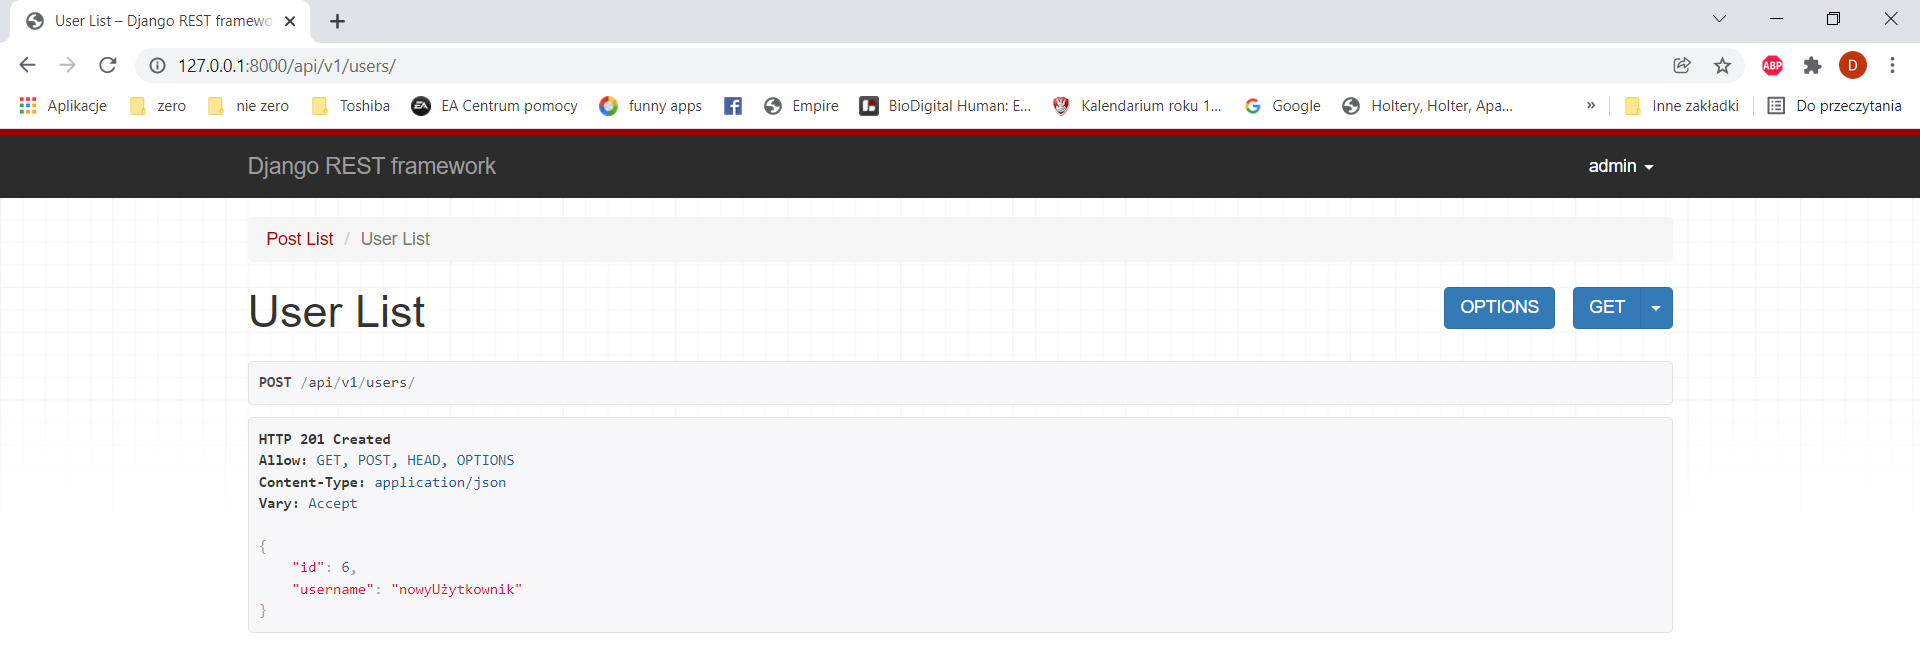 User List – Django REST framewo
127.0.0.1:8000/api/v1/users/
ABP
D
Aplikacje zero nie zero Toshiba EA Centrum pomocy funny apps Empire BioDigital Human: E... Kalendarium roku 1... Google Holtery, Holter, Apa... » Inne zakładki Do przeczytania
Django REST framework admin
Post List / User List
User List OPTIONS GET
POST /api/v1/users/
HTTP 201 Created
Allow: GET, POST, HEAD, OPTIONS
Content-Type: application/json
Vary: Accept
{
"id": 6,
"username": "nowyUżytkownik"
}